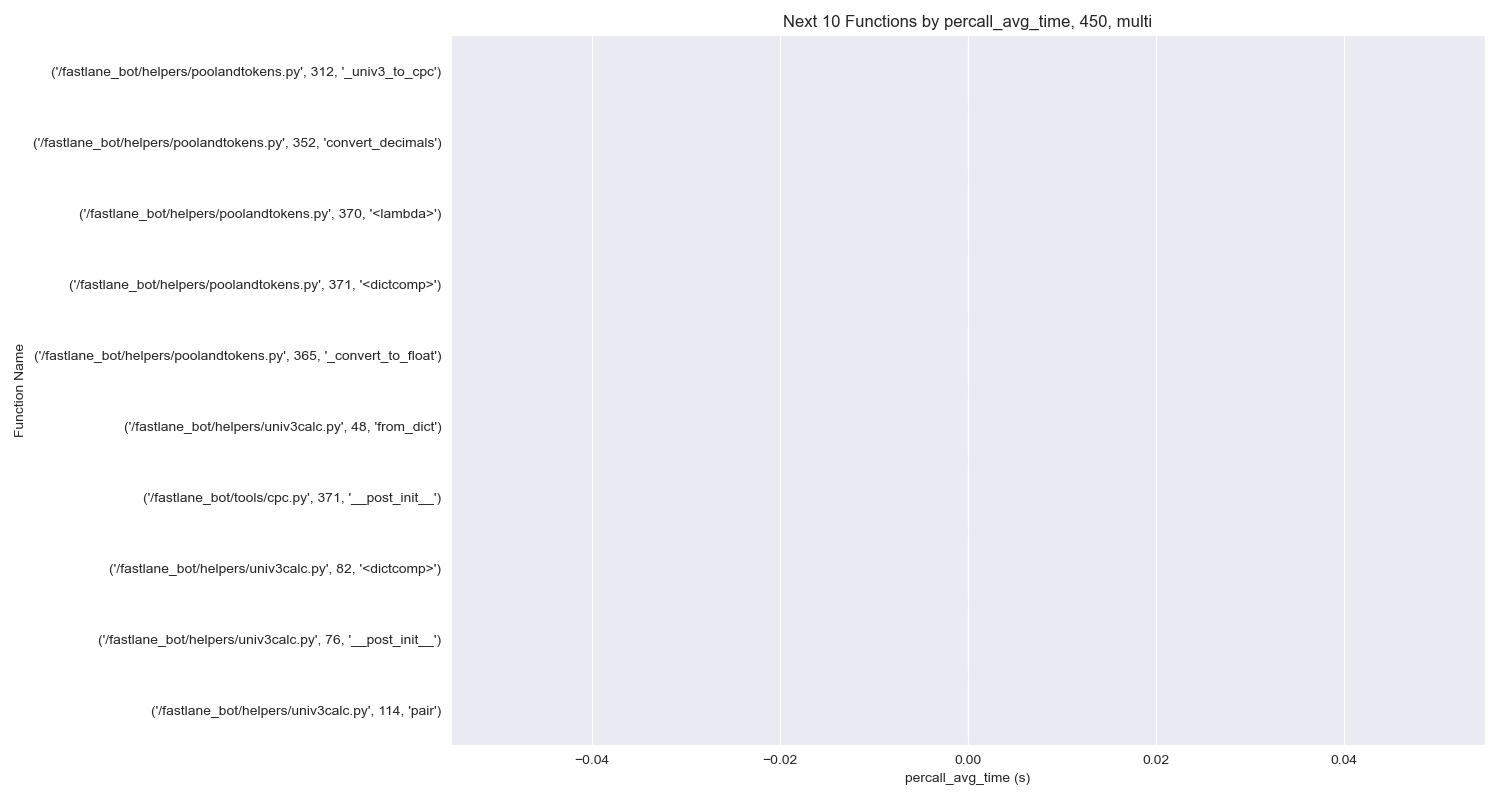 Next 10 Functions by percall_avg_time, 450, multi
Function Name
('/fastlane_bot/helpers/poolandtokens.py', 312, '_univ3_to_cpc')
('/fastlane_bot/helpers/poolandtokens.py', 352, 'convert_decimals')
('/fastlane_bot/helpers/poolandtokens.py', 370, '<lambda>')
('/fastlane_bot/helpers/poolandtokens.py', 371, '<dictcomp>')
('/fastlane_bot/helpers/poolandtokens.py', 365, '_convert_to_float')
('/fastlane_bot/helpers/univ3calc.py', 48, 'from_dict')
('/fastlane_bot/tools/cpc.py', 371, '__post_init__')
('/fastlane_bot/helpers/univ3calc.py', 82, '<dictcomp>')
('/fastlane_bot/helpers/univ3calc.py', 76, '__post_init__')
('/fastlane_bot/helpers/univ3calc.py', 114, 'pair')
−0.04 −0.02 0.00 0.02 0.04
percall_avg_time (s)